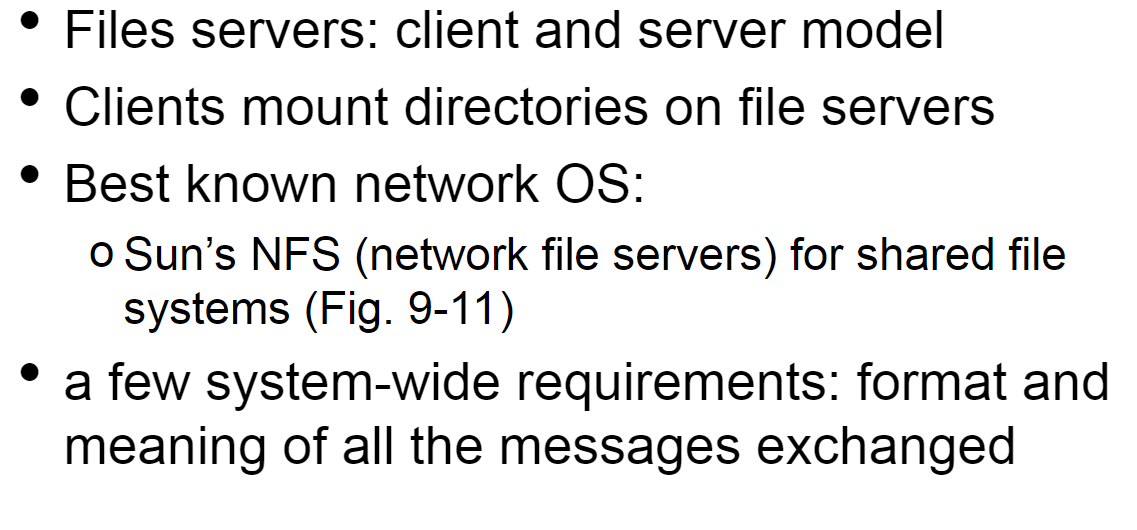 • Files servers: client and server model
• Clients mount directories on file servers
• Best known network OS:
o Sun’s NFS (network file servers) for shared file
systems (Fig. 9-11)
• a few system-wide requirements: format and
meaning of all the messages exchanged